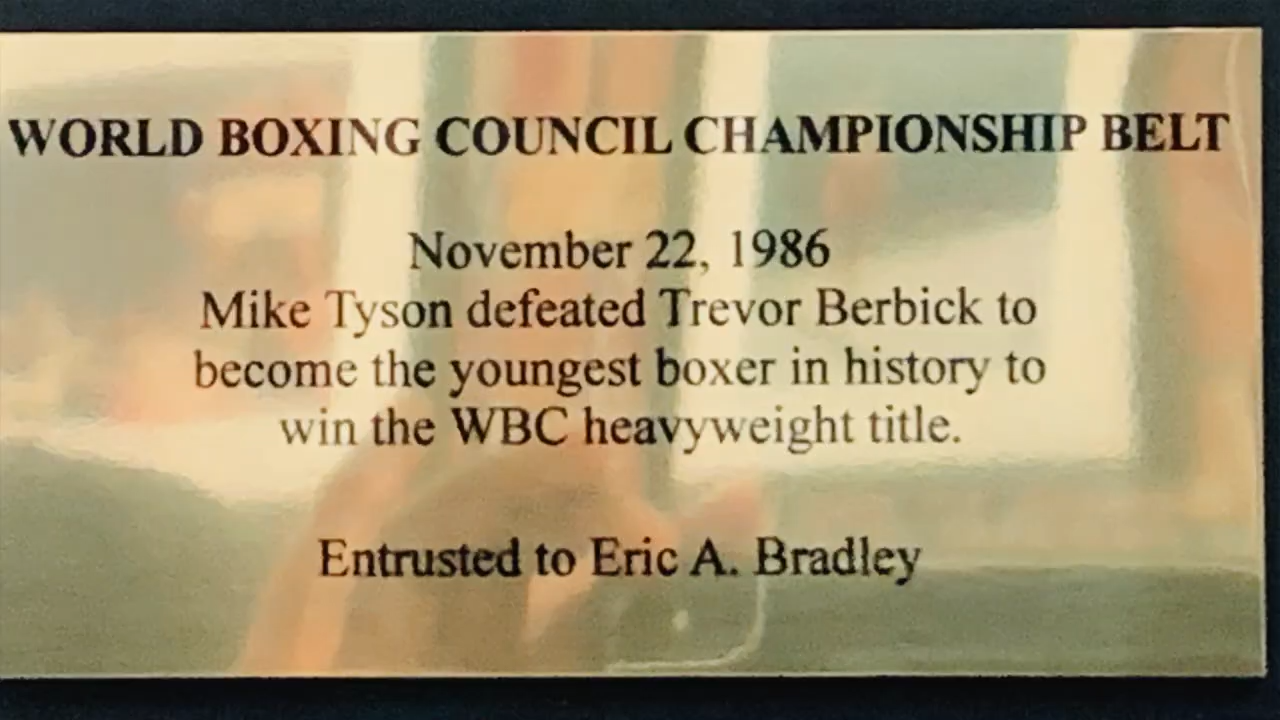 WORLD BOXING COUNCIL CHAMPIONSHIP BELT
November 22, 1986
Mike Tyson defeated Trevor Berbick to
become the youngest boxer in history to
win the WBC heavyweight title.
Entrusted to Eric A. Bradley